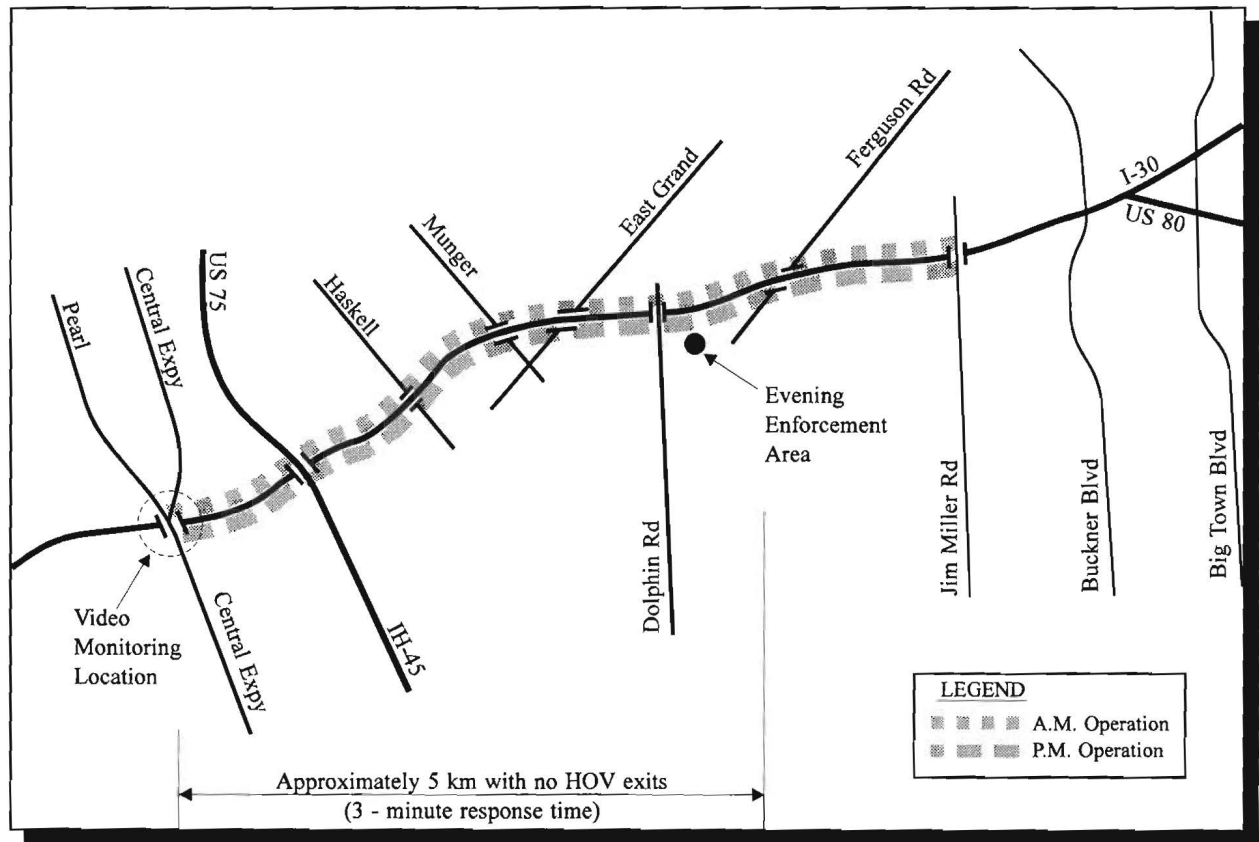 Pearl
Central Expy
US 75
Haskell
Munger
East Grand
Ferguson Rd
I-30
US 80
Evening
Enforcement
Area
Video
Monitoring
Location
Central Expy
IH-45
Dolphin Rd
Jim Miller Rd
Buckner Blvd
Big Town Blvd
LEGEND
A.M. Operation
P.M. Operation
Approximately 5 km with no HOV exits
(3 - minute response time)